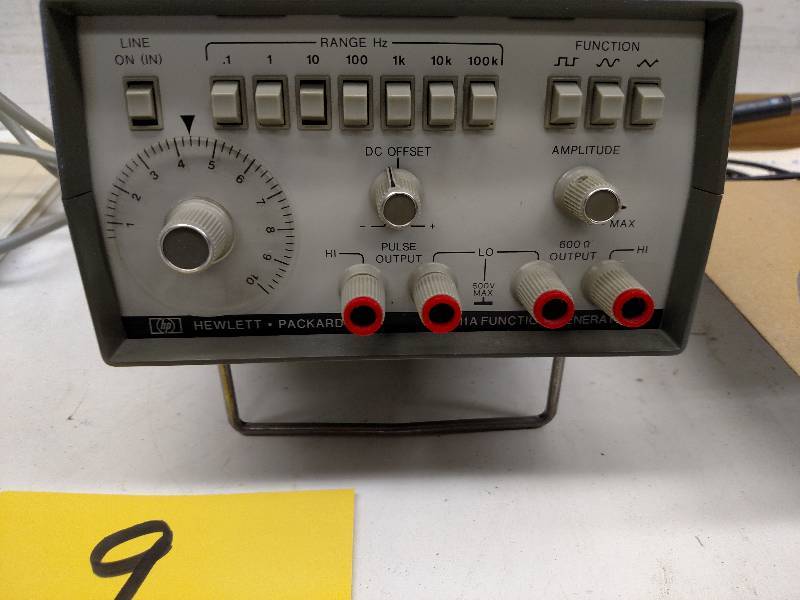 LINE
ON (IN)
RANGE Hz
.1 1 10 100 1k 10k 100k
FUNCTION
DC OFFSET
- +
AMPLITUDE
MAX
1 2 3 4 5 6 7 8 9 10
HI
PULSE
OUTPUT
LO
500V
MAX
600 Ω
OUTPUT
HI
hp HEWLETT • PACKARD
FUNCTION
9